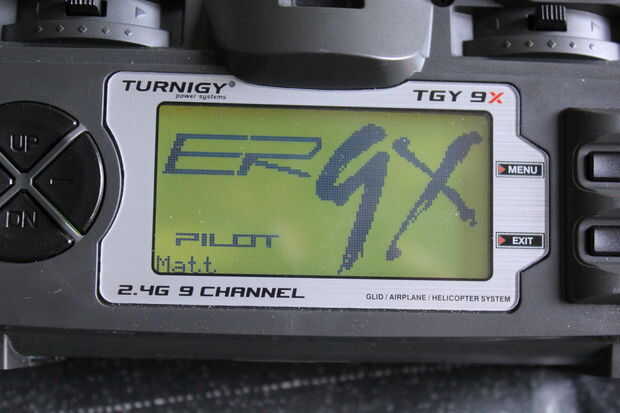 TURNIGY®
power systems
TGY 9X
ER9X
PILOT
Matt
UP
DN
MENU
EXIT
2.4G 9 CHANNEL
GLID / AIRPLANE / HELICOPTER SYSTEM